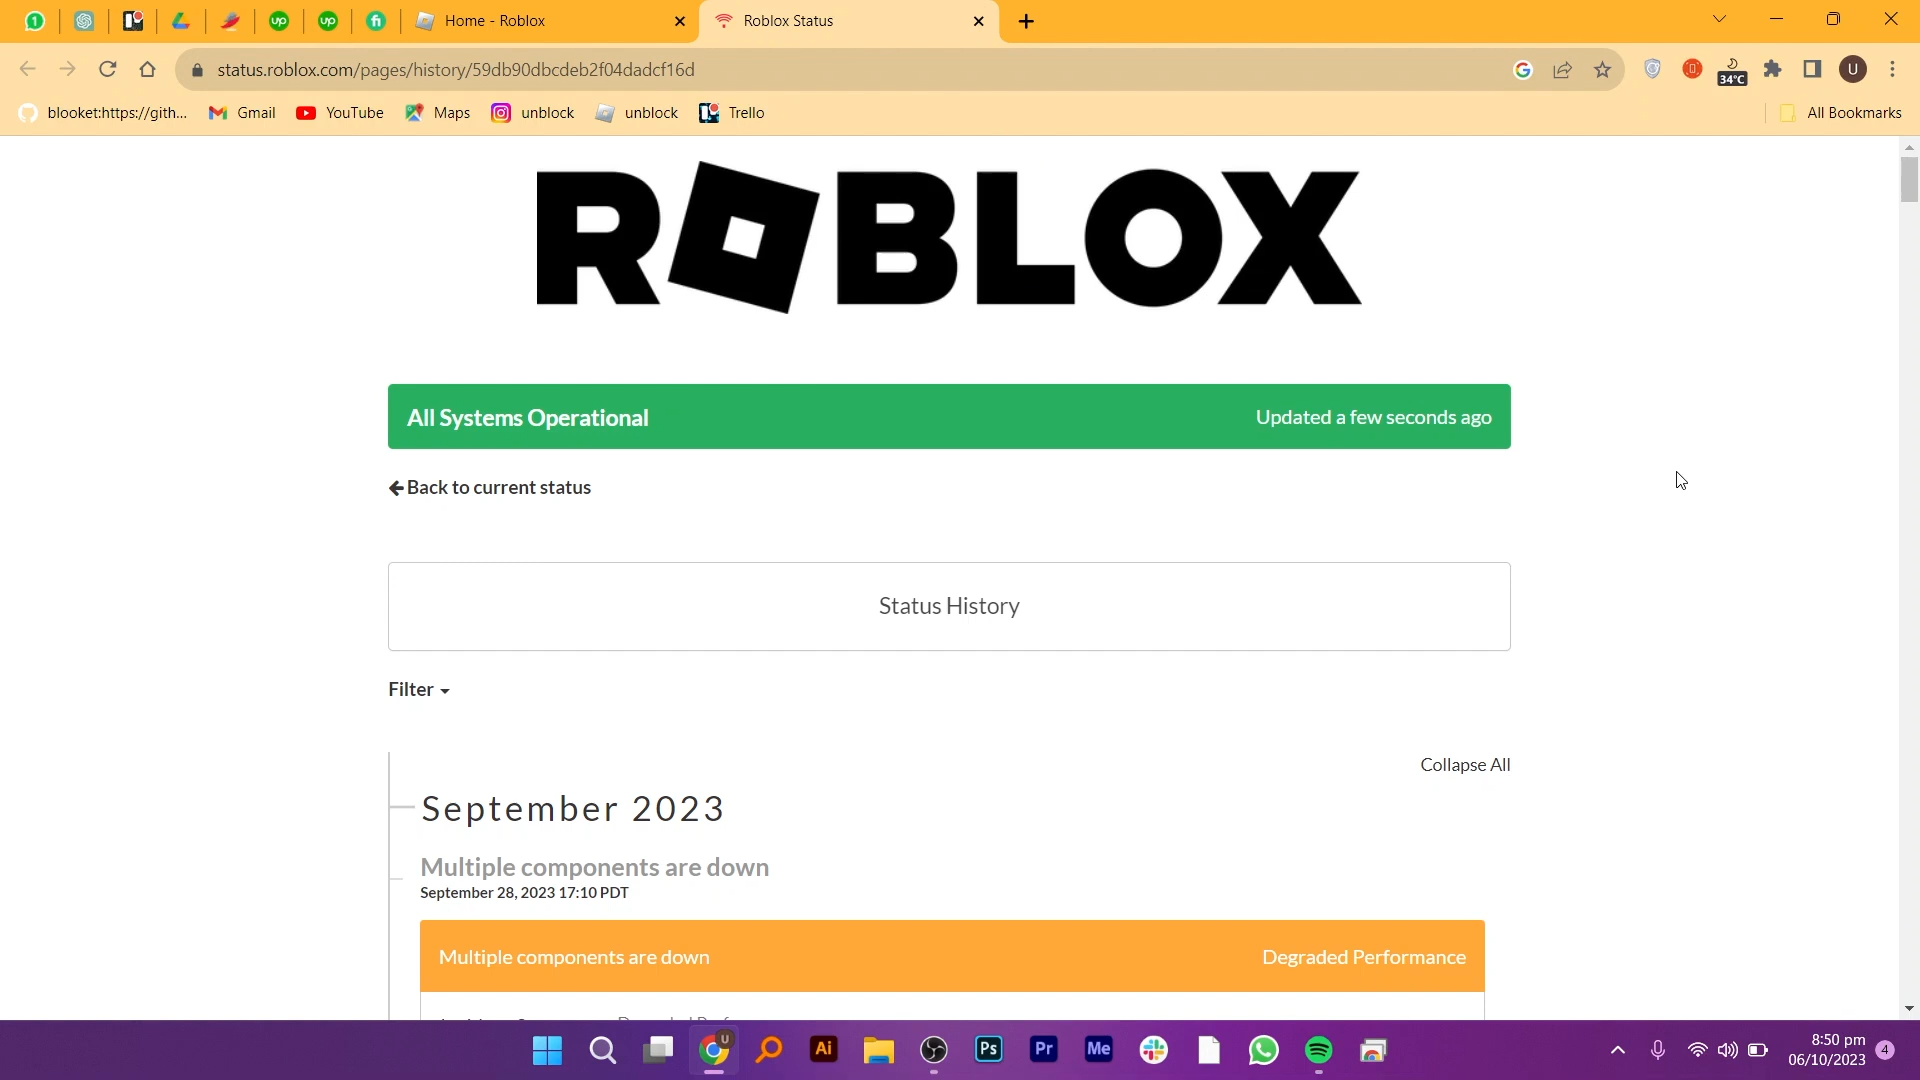 Home - Roblox
Roblox Status
status.roblox.com/pages/history/59db90dbcdeb2f04dadcf16d
34°C
U
blooket:https://gith...
Gmail
YouTube
Maps
unblock
unblock
Trello
All Bookmarks
ROBLOX
All Systems Operational
Updated a few seconds ago
Back to current status
Status History
Filter
Collapse All
September 2023
Multiple components are down
September 28, 2023 17:10 PDT
Multiple components are down
Degraded Performance
U
Ai
Ps
Pr
Me
8:50 pm
06/10/2023
4